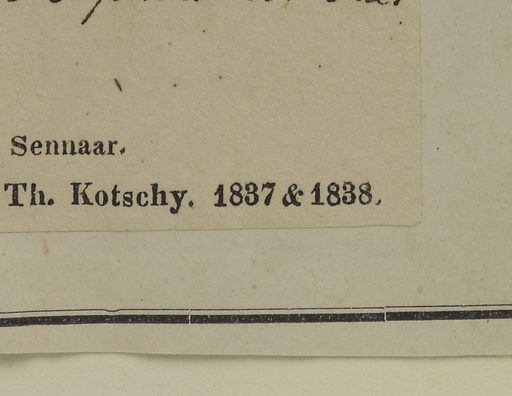 Sennaar.
Th. Kotschy. 1837 & 1838.